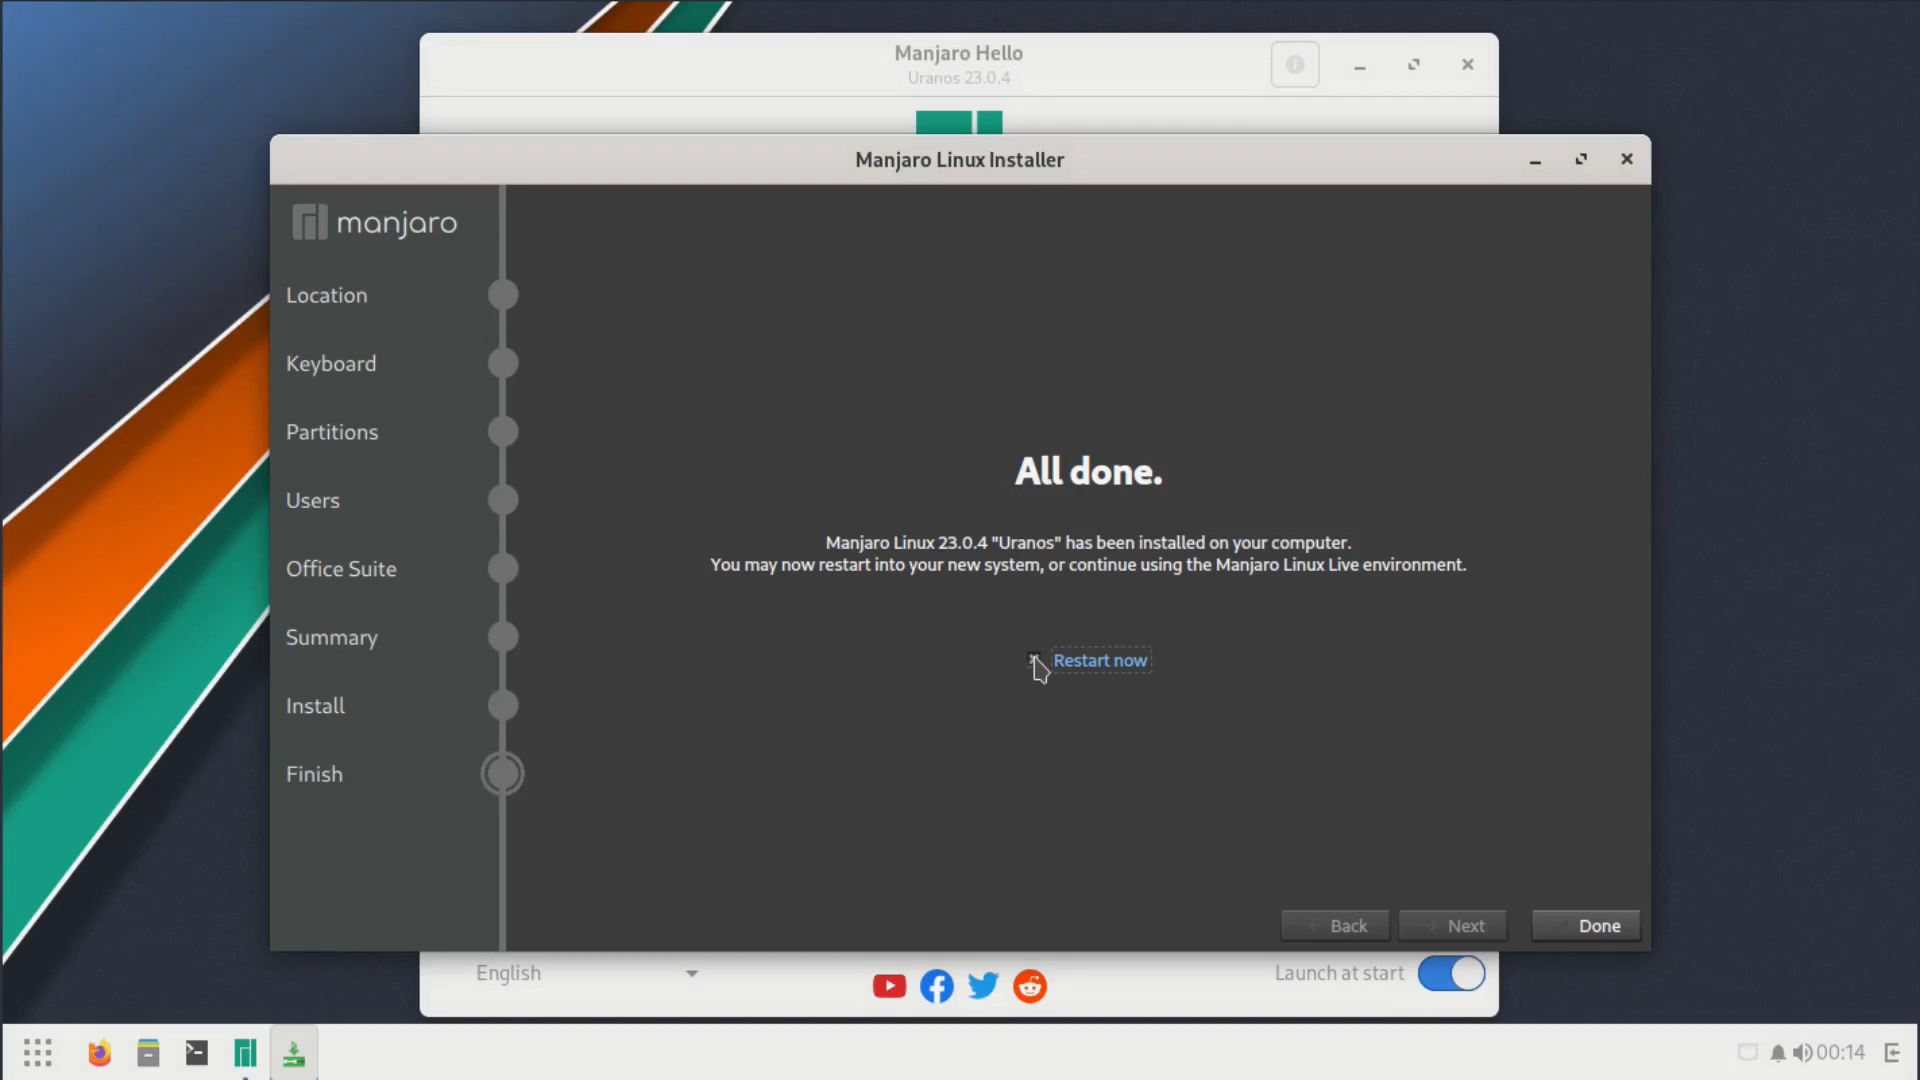 Manjaro Hello
Uranos 23.0.4
Manjaro Linux Installer
manjaro
Location
Keyboard
Partitions
Users
Office Suite
Summary
Install
Finish
All done.
Manjaro Linux 23.0.4 "Uranos" has been installed on your computer.
You may now restart into your new system, or continue using the Manjaro Linux Live environment.
Restart now
Back
Next
Done
English
Launch at start
00:14